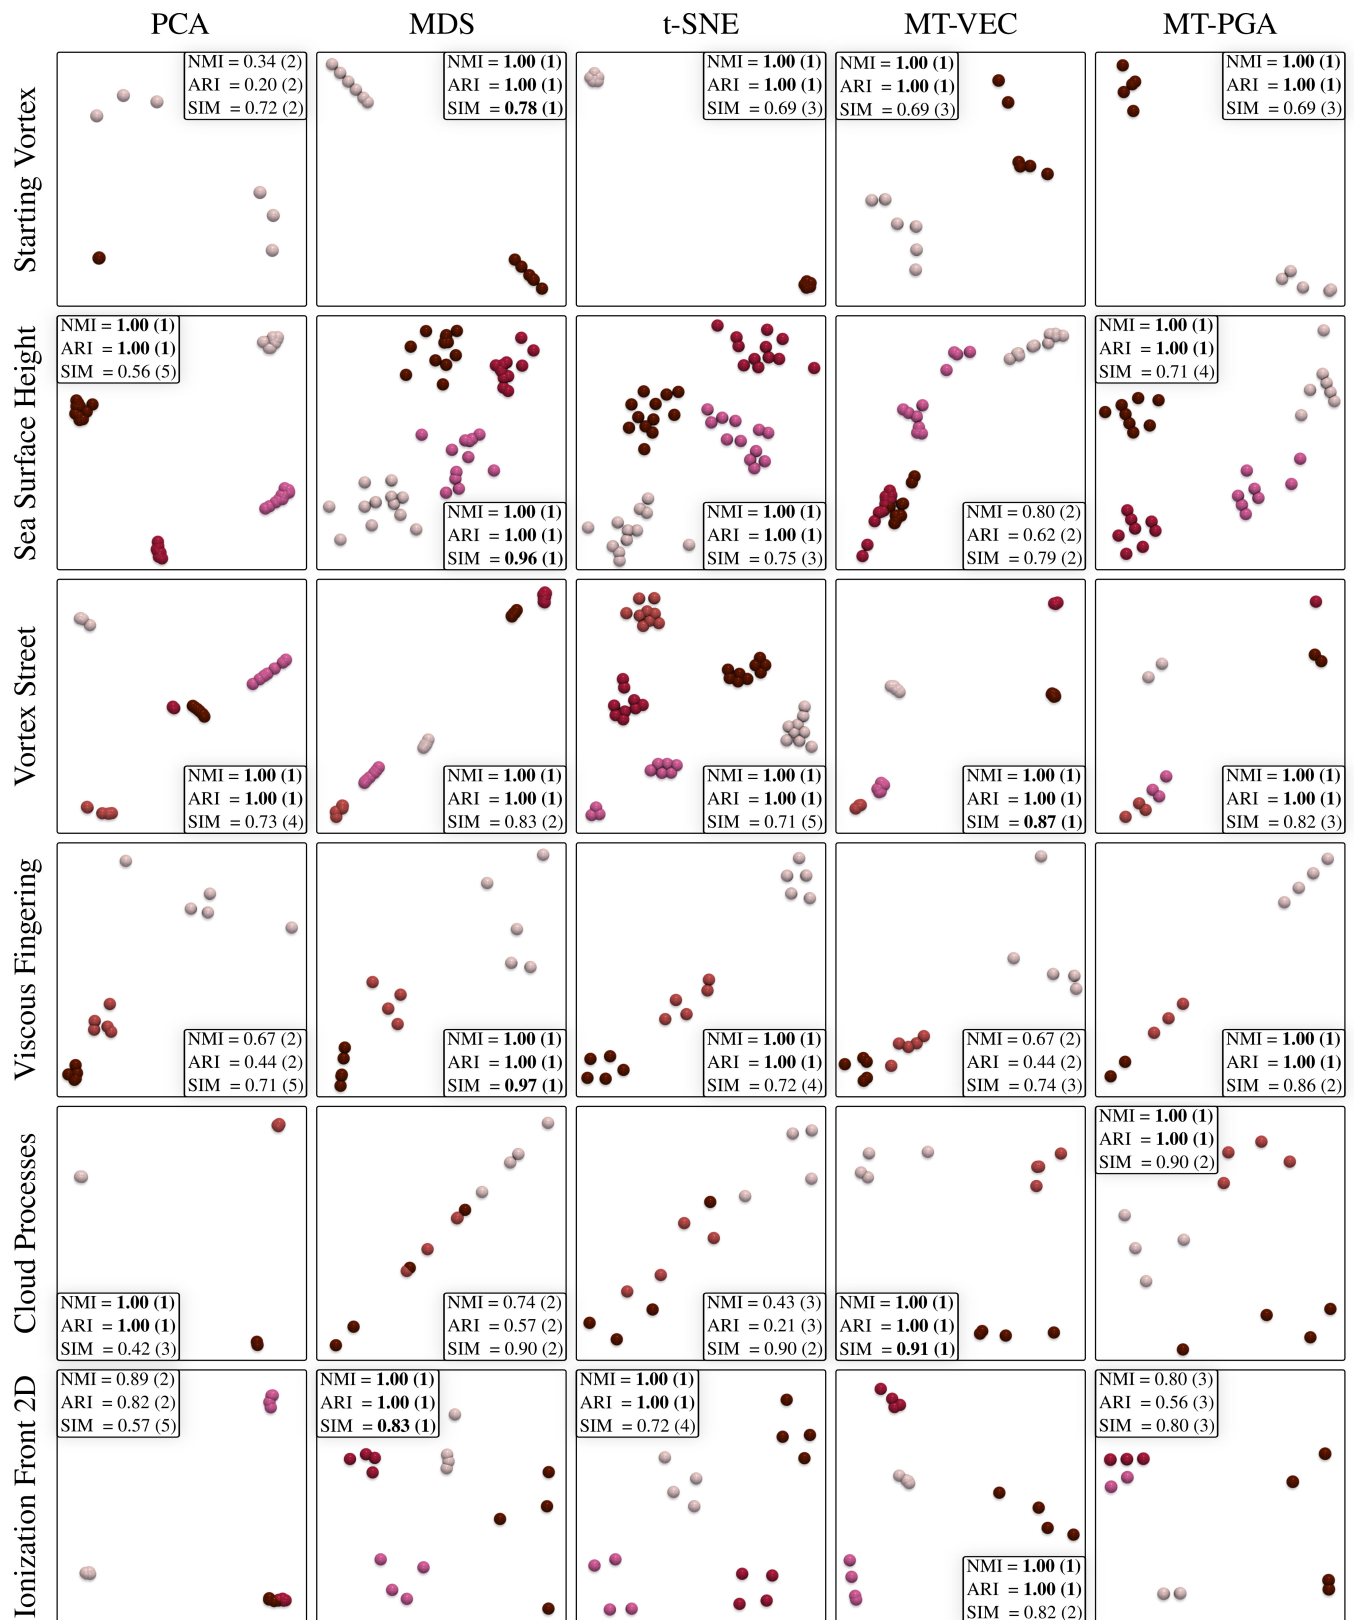 PCA MDS t-SNE MT-VEC MT-PGA
Starting Vortex
NMI = 0.34 (2)
ARI = 0.20 (2)
SIM = 0.72 (2)
NMI = 1.00 (1)
ARI = 1.00 (1)
SIM = 0.78 (1)
NMI = 1.00 (1)
ARI = 1.00 (1)
SIM = 0.69 (3)
NMI = 1.00 (1)
ARI = 1.00 (1)
SIM = 0.69 (3)
NMI = 1.00 (1)
ARI = 1.00 (1)
SIM = 0.69 (3)
Sea Surface Height
NMI = 1.00 (1)
ARI = 1.00 (1)
SIM = 0.56 (5)
NMI = 1.00 (1)
ARI = 1.00 (1)
SIM = 0.96 (1)
NMI = 1.00 (1)
ARI = 1.00 (1)
SIM = 0.75 (3)
NMI = 0.80 (2)
ARI = 0.62 (2)
SIM = 0.79 (2)
NMI = 1.00 (1)
ARI = 1.00 (1)
SIM = 0.71 (4)
Vortex Street
NMI = 1.00 (1)
ARI = 1.00 (1)
SIM = 0.73 (4)
NMI = 1.00 (1)
ARI = 1.00 (1)
SIM = 0.83 (2)
NMI = 1.00 (1)
ARI = 1.00 (1)
SIM = 0.71 (5)
NMI = 1.00 (1)
ARI = 1.00 (1)
SIM = 0.87 (1)
NMI = 1.00 (1)
ARI = 1.00 (1)
SIM = 0.82 (3)
Viscous Fingering
NMI = 0.67 (2)
ARI = 0.44 (2)
SIM = 0.71 (5)
NMI = 1.00 (1)
ARI = 1.00 (1)
SIM = 0.97 (1)
NMI = 1.00 (1)
ARI = 1.00 (1)
SIM = 0.72 (4)
NMI = 0.67 (2)
ARI = 0.44 (2)
SIM = 0.74 (3)
NMI = 1.00 (1)
ARI = 1.00 (1)
SIM = 0.86 (2)
Cloud Processes
NMI = 1.00 (1)
ARI = 1.00 (1)
SIM = 0.42 (3)
NMI = 0.74 (2)
ARI = 0.57 (2)
SIM = 0.90 (2)
NMI = 0.43 (3)
ARI = 0.21 (3)
SIM = 0.90 (2)
NMI = 1.00 (1)
ARI = 1.00 (1)
SIM = 0.91 (1)
NMI = 1.00 (1)
ARI = 1.00 (1)
SIM = 0.90 (2)
Ionization Front 2D
NMI = 0.89 (2)
ARI = 0.82 (2)
SIM = 0.57 (5)
NMI = 1.00 (1)
ARI = 1.00 (1)
SIM = 0.83 (1)
NMI = 1.00 (1)
ARI = 1.00 (1)
SIM = 0.72 (4)
NMI = 1.00 (1)
ARI = 1.00 (1)
SIM = 0.82 (2)
NMI = 0.80 (3)
ARI = 0.56 (3)
SIM = 0.80 (3)